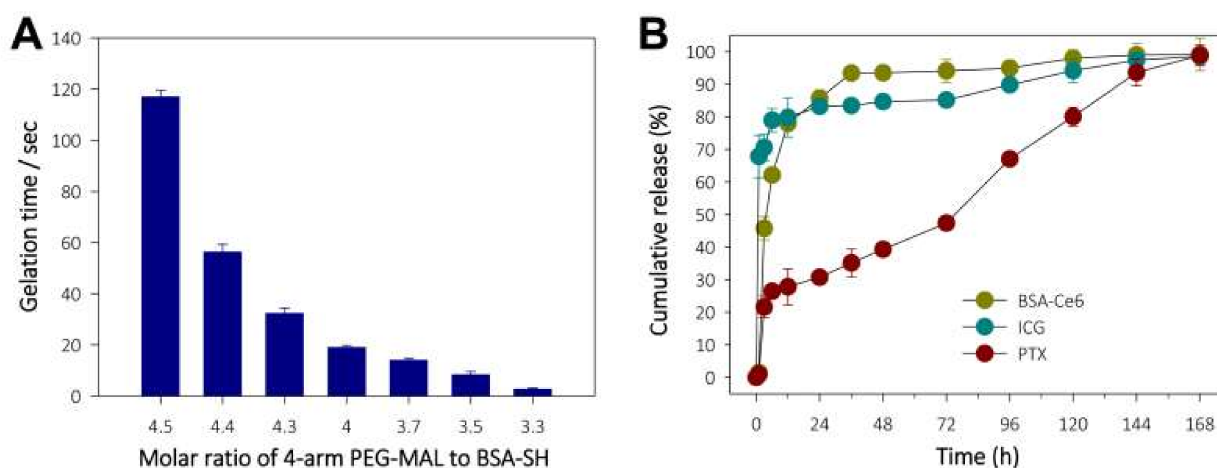 A
140
120
100
80
60
40
20
0
Gelation time / sec
4.5 4.4 4.3 4 3.7 3.5 3.3
Molar ratio of 4-arm PEG-MAL to BSA-SH
B
100
90
80
70
60
50
40
30
20
10
0
Cumulative release (%)
BSA-Ce6
ICG
PTX
0 24 48 72 96 120 144 168
Time (h)